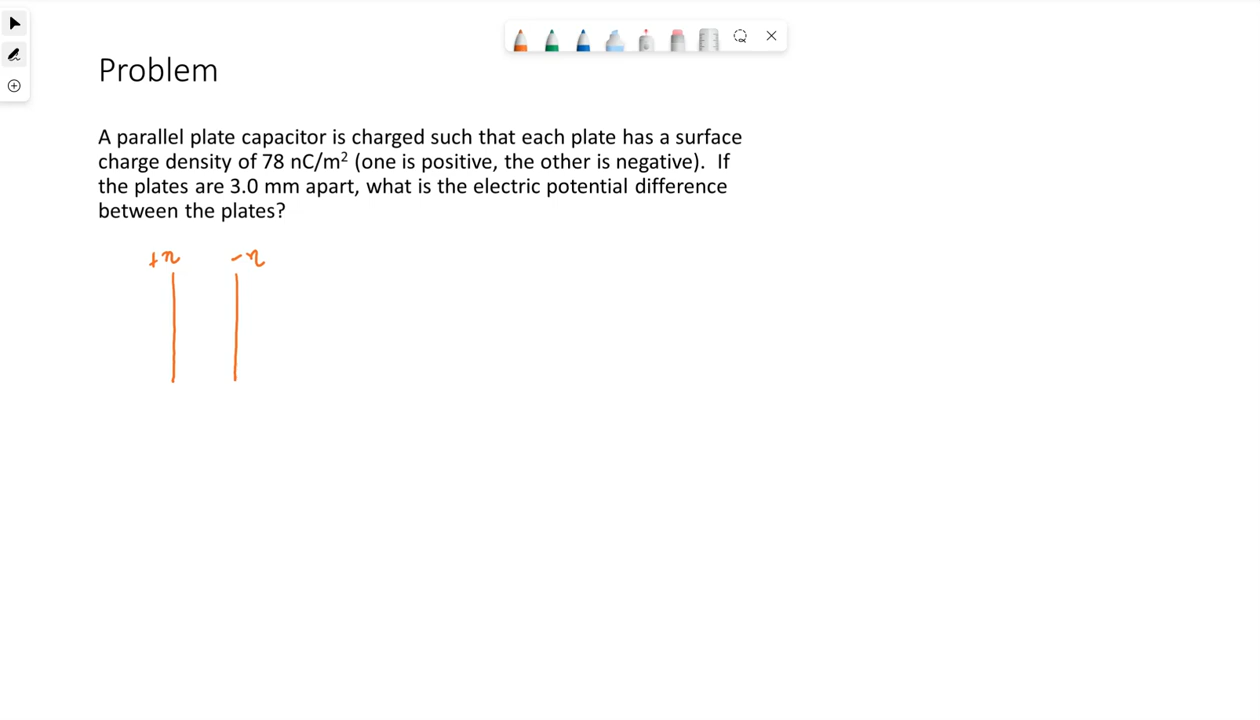 Problem
A parallel plate capacitor is charged such that each plate has a surface
charge density of 78 nC/m² (one is positive, the other is negative). If
the plates are 3.0 mm apart, what is the electric potential difference
between the plates?
+η -η